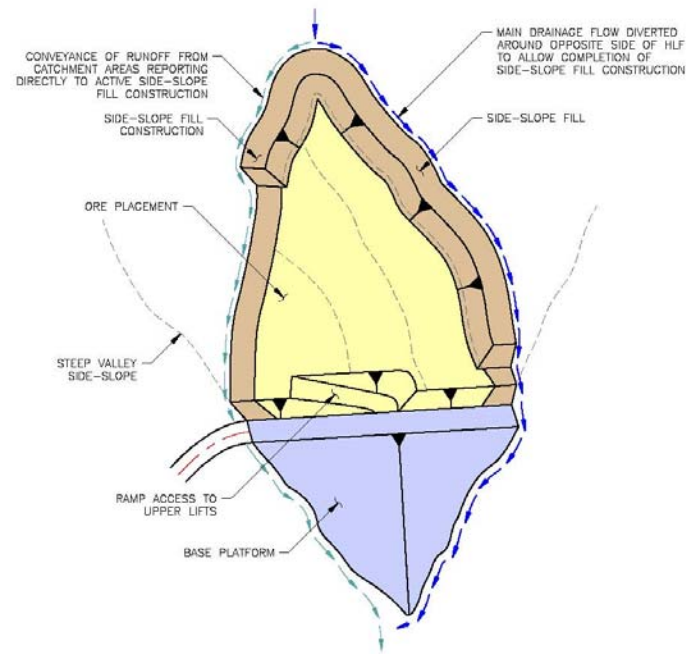 CONVEYANCE OF RUNOFF FROM
CATCHMENT AREAS REPORTING
DIRECTLY TO ACTIVE SIDE-SLOPE
FILL CONSTRUCTION
MAIN DRAINAGE FLOW DIVERTED
AROUND OPPOSITE SIDE OF HLF
TO ALLOW COMPLETION OF
SIDE-SLOPE FILL CONSTRUCTION
SIDE-SLOPE FILL
CONSTRUCTION
SIDE-SLOPE FILL
ORE PLACEMENT
STEEP VALLEY
SIDE-SLOPE
RAMP ACCESS TO
UPPER LIFTS
BASE PLATFORM